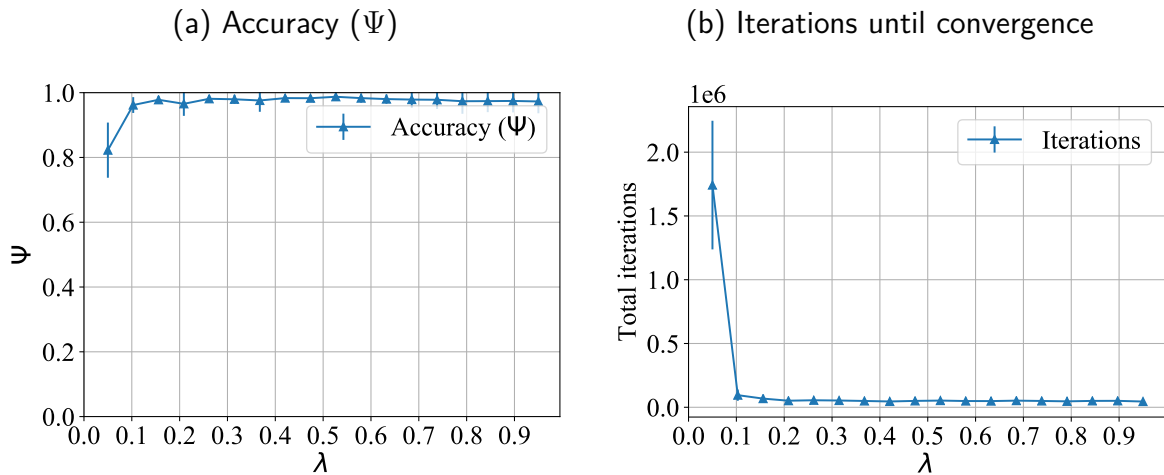 (a) Accuracy (Ψ)
1.0
0.8
0.6
0.4
0.2
0.0
Ψ
Accuracy (Ψ)
0.0 0.1 0.2 0.3 0.4 0.5 0.6 0.7 0.8 0.9
λ
(b) Iterations until convergence
1e6
2.0
1.5
1.0
0.5
0.0
Total iterations
Iterations
0.0 0.1 0.2 0.3 0.4 0.5 0.6 0.7 0.8 0.9
λ